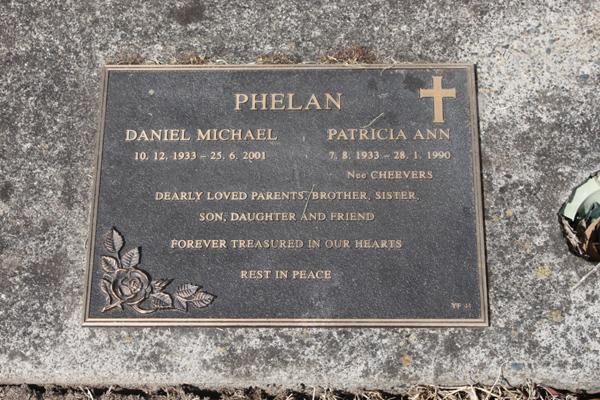 PHELAN
DANIEL MICHAEL PATRICIA ANN
10. 12. 1933 – 25. 6. 2001 7. 8. 1933 – 28. 1. 1990
Nee CHEEVERS
DEARLY LOVED PARENTS, BROTHER, SISTER,
SON, DAUGHTER AND FRIEND
FOREVER TREASURED IN OUR HEARTS
REST IN PEACE